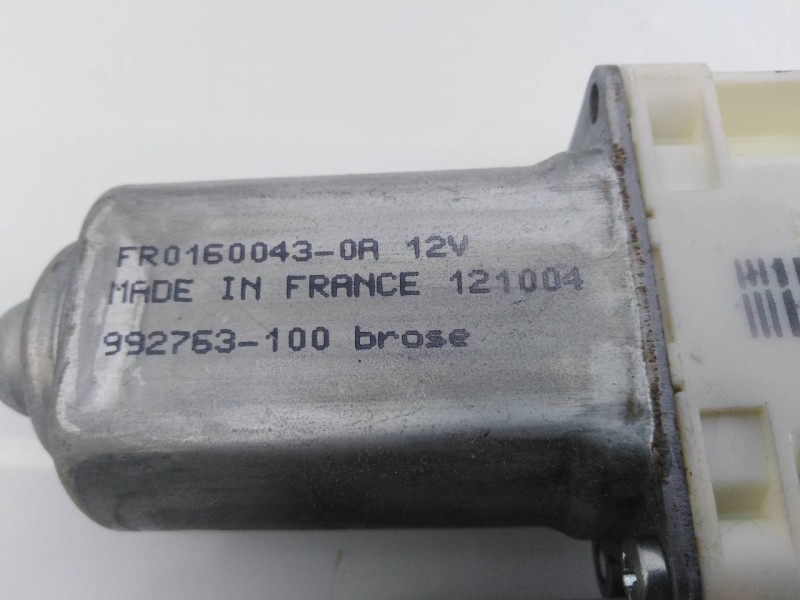 FR0160043-0A 12V
MADE IN FRANCE 121004
992763-100 brose